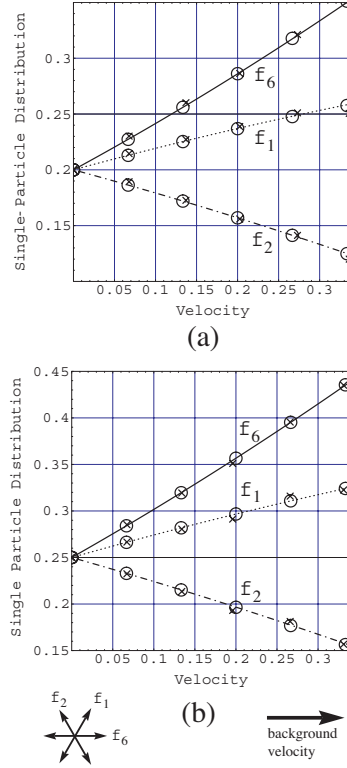 0.3
0.25
0.2
0.15
Single-Particle Distribution
f6
f1
f2
0.05 0.1 0.15 0.2 0.25 0.3
Velocity
(a)
0.45
0.4
0.35
0.3
0.25
0.2
0.15
Single Particle Distribution
f6
f1
f2
0.05 0.1 0.15 0.2 0.25 0.3
Velocity
(b)
f2 f1
f6
background
velocity